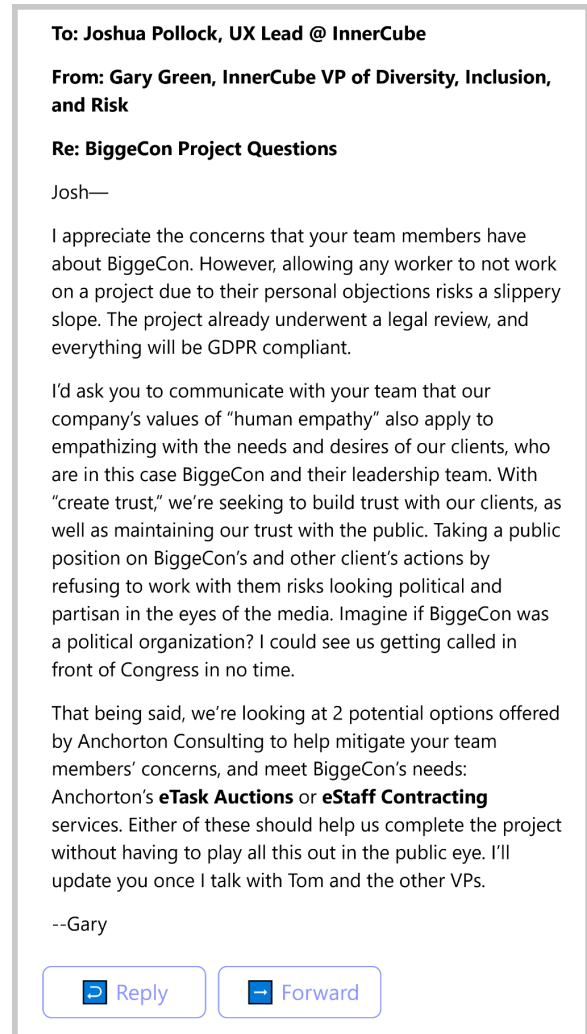 To: Joshua Pollock, UX Lead @ InnerCube
From: Gary Green, InnerCube VP of Diversity, Inclusion,
and Risk
Re: BiggeCon Project Questions
Josh—
I appreciate the concerns that your team members have
about BiggeCon. However, allowing any worker to not work
on a project due to their personal objections risks a slippery
slope. The project already underwent a legal review, and
everything will be GDPR compliant.
I’d ask you to communicate with your team that our
company’s values of “human empathy” also apply to
empathizing with the needs and desires of our clients, who
are in this case BiggeCon and their leadership team. With
“create trust,” we’re seeking to build trust with our clients, as
well as maintaining our trust with the public. Taking a public
position on BiggeCon’s and other client’s actions by
refusing to work with them risks looking political and
partisan in the eyes of the media. Imagine if BiggeCon was
a political organization? I could see us getting called in
front of Congress in no time.
That being said, we’re looking at 2 potential options offered
by Anchorton Consulting to help mitigate your team
members’ concerns, and meet BiggeCon’s needs:
Anchorton’s eTask Auctions or eStaff Contracting
services. Either of these should help us complete the project
without having to play all this out in the public eye. I’ll
update you once I talk with Tom and the other VPs.
--Gary
Reply
Forward